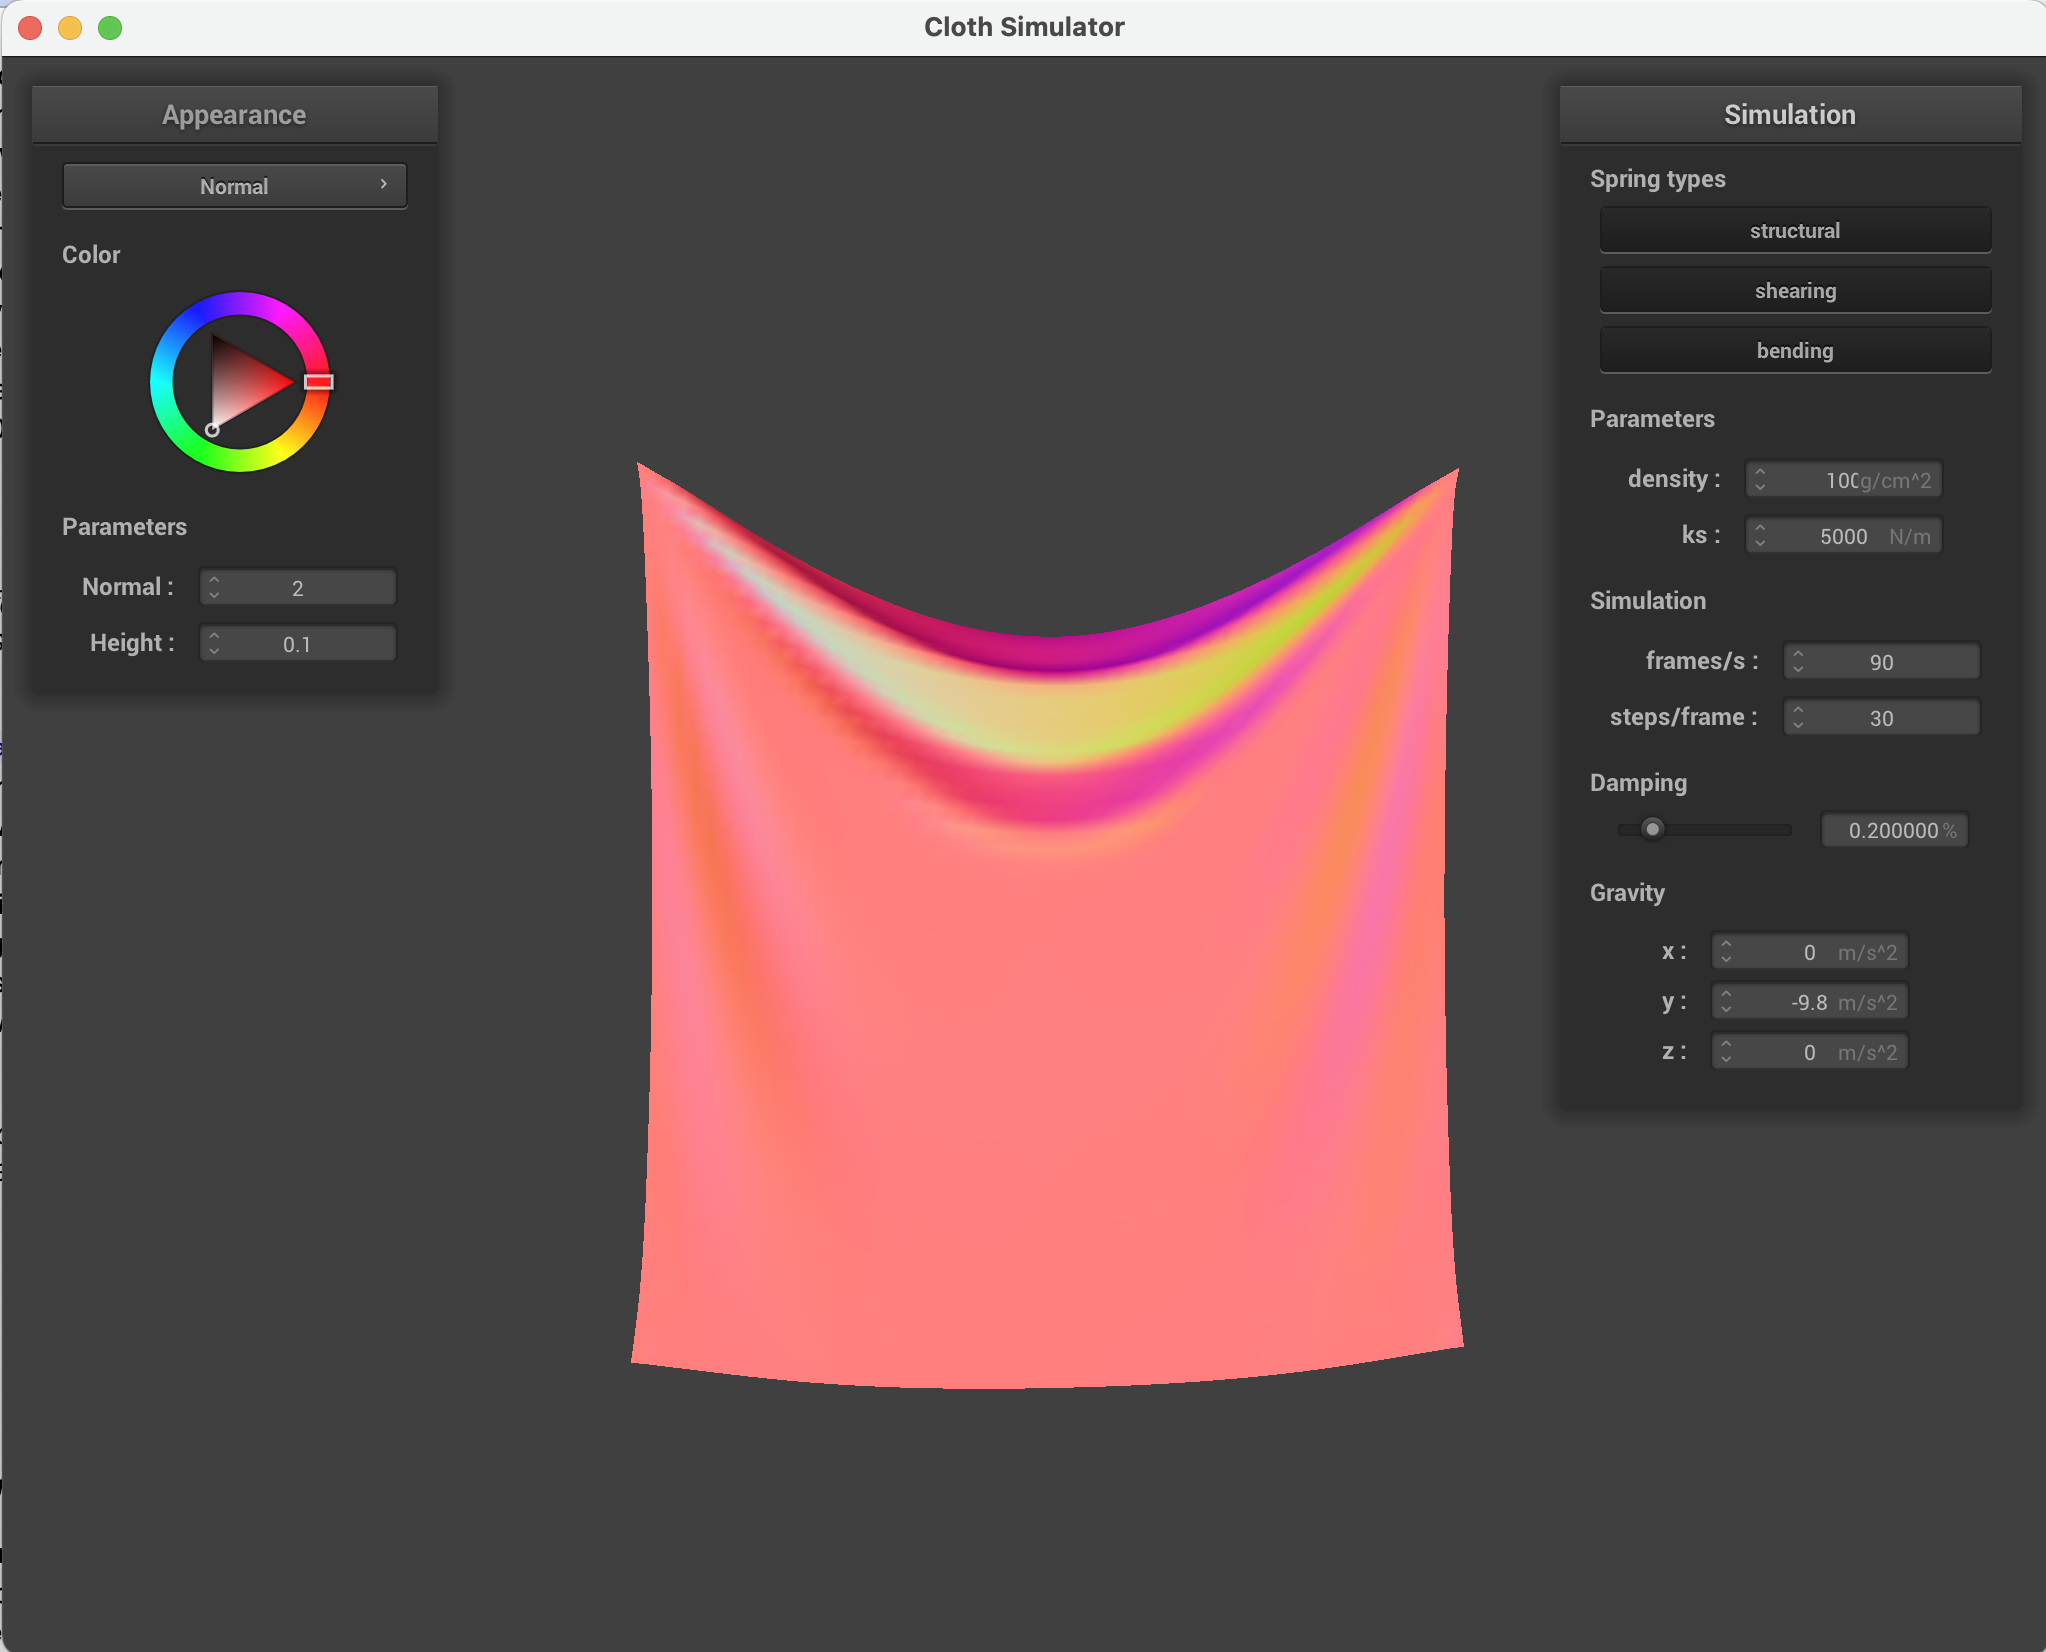 Cloth Simulator
Appearance
Normal
Color
Parameters
Normal : 2
Height : 0.1
Simulation
Spring types
structural
shearing
bending
Parameters
density : 100 g/cm^2
ks : 5000 N/m
Simulation
frames/s : 90
steps/frame : 30
Damping
0.200000 %
Gravity
x : 0 m/s^2
y : -9.8 m/s^2
z : 0 m/s^2